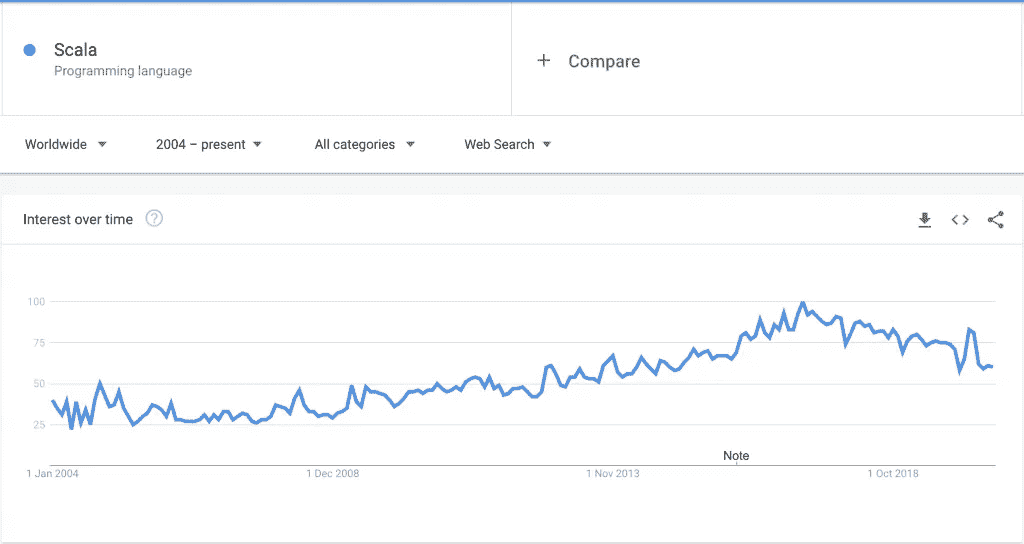 Scala
Programming language
+ Compare
Worldwide
2004 – present
All categories
Web Search
Interest over time ?
100
75
50
25
Note
1 Jan 2004
1 Dec 2008
1 Nov 2013
1 Oct 2018